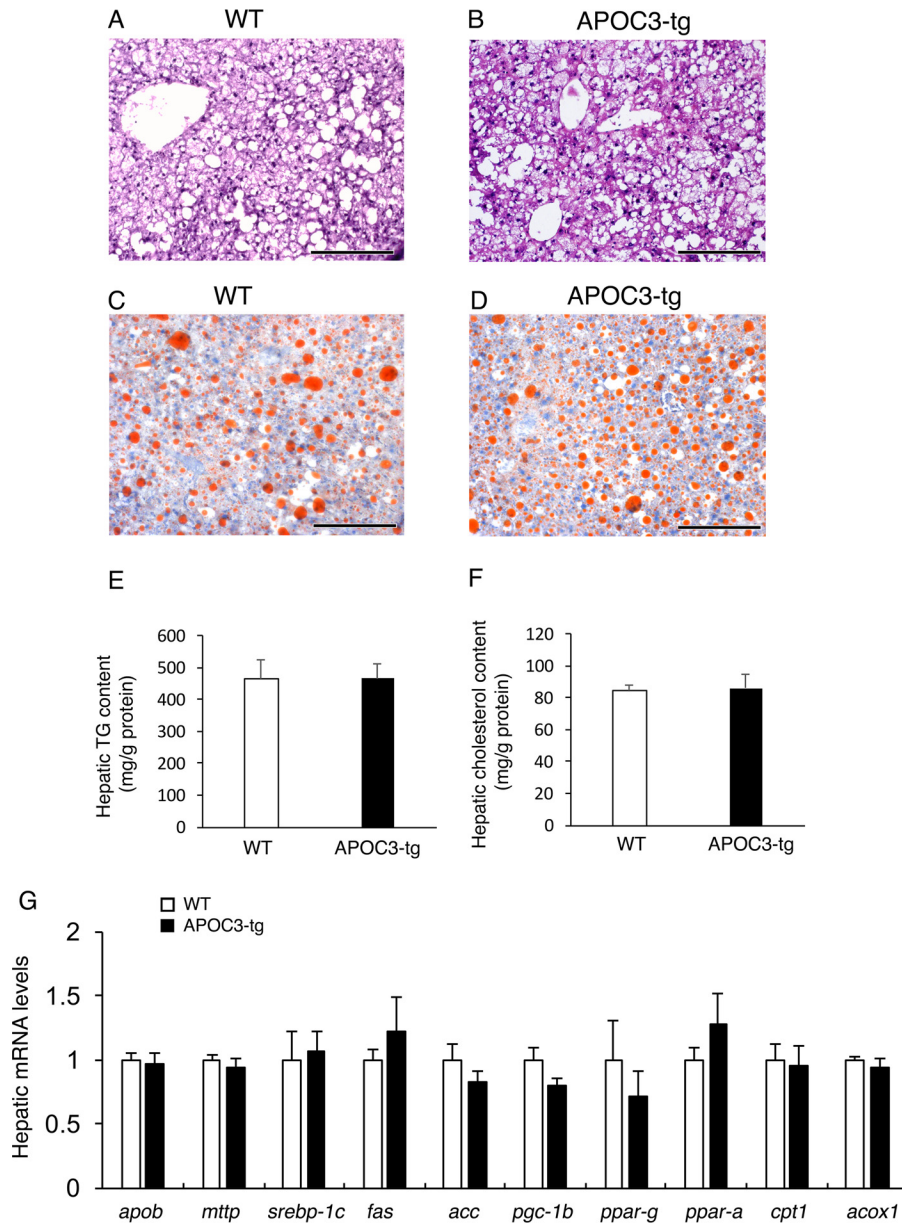 A WT
B APOC3-tg
C WT
D APOC3-tg
E
Hepatic TG content
(mg/g protein)
600
500
400
300
200
100
0
WT APOC3-tg
F
Hepatic cholesterol content
(mg/g protein)
120
100
80
60
40
20
0
WT APOC3-tg
G
WT
APOC3-tg
Hepatic mRNA levels
2
1.5
1
0.5
0
apob mttp srebp-1c fas acc pgc-1b ppar-g ppar-a cpt1 acox1